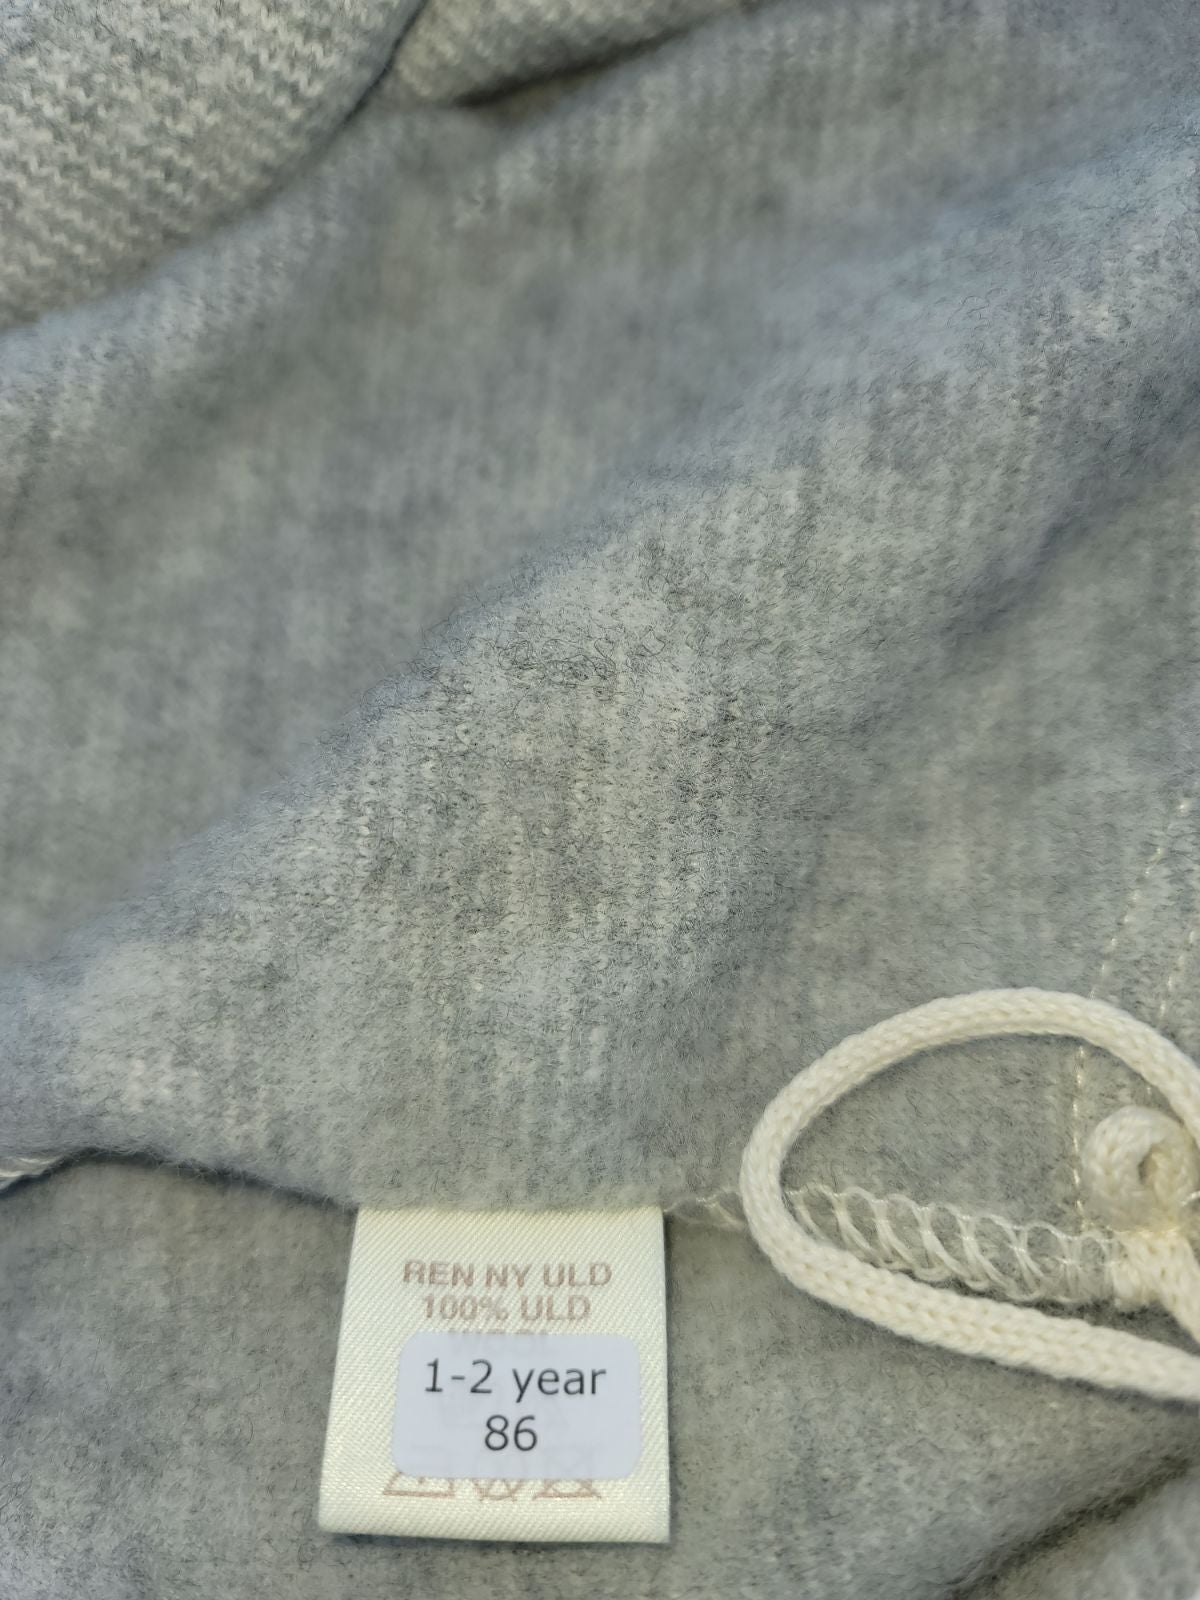 REN NY ULD
100% ULD
1-2 year
86